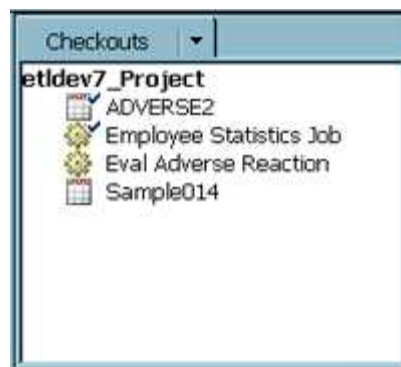 Checkouts
etldev7_Project
ADVERSE2
Employee Statistics Job
Eval Adverse Reaction
Sample014